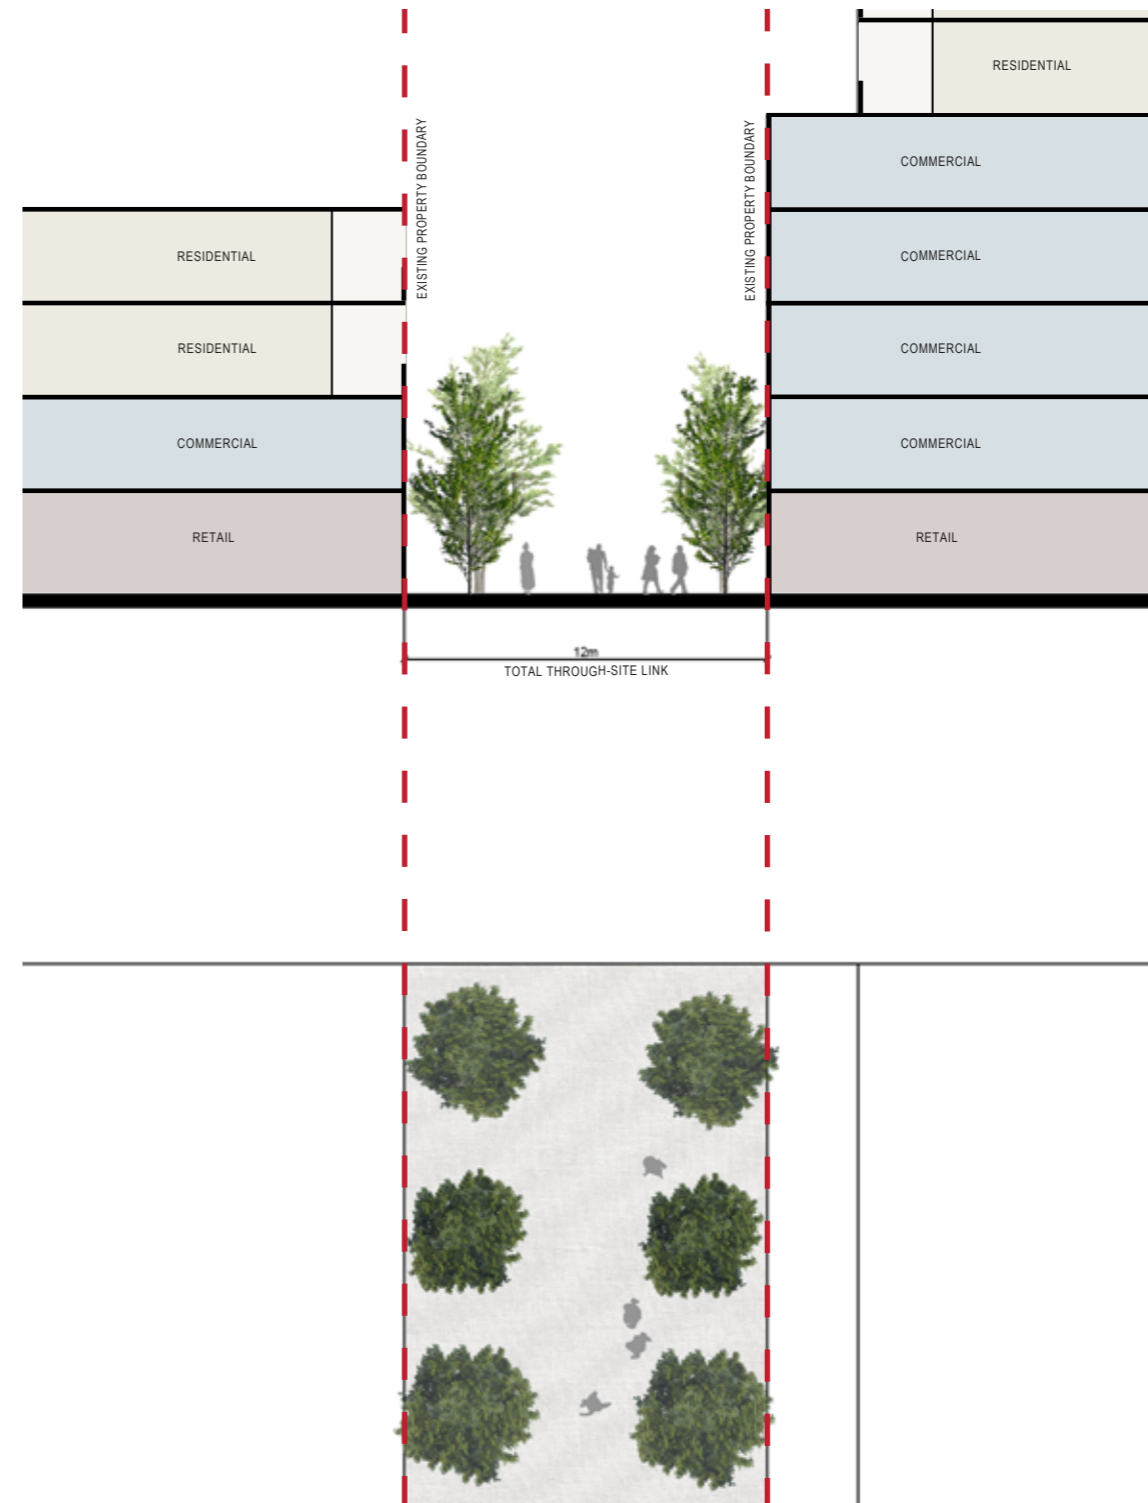 RESIDENTIAL
EXISTING PROPERTY BOUNDARY
EXISTING PROPERTY BOUNDARY
COMMERCIAL
RESIDENTIAL
COMMERCIAL
RESIDENTIAL
COMMERCIAL
COMMERCIAL
COMMERCIAL
RETAIL
RETAIL
12m
TOTAL THROUGH-SITE LINK